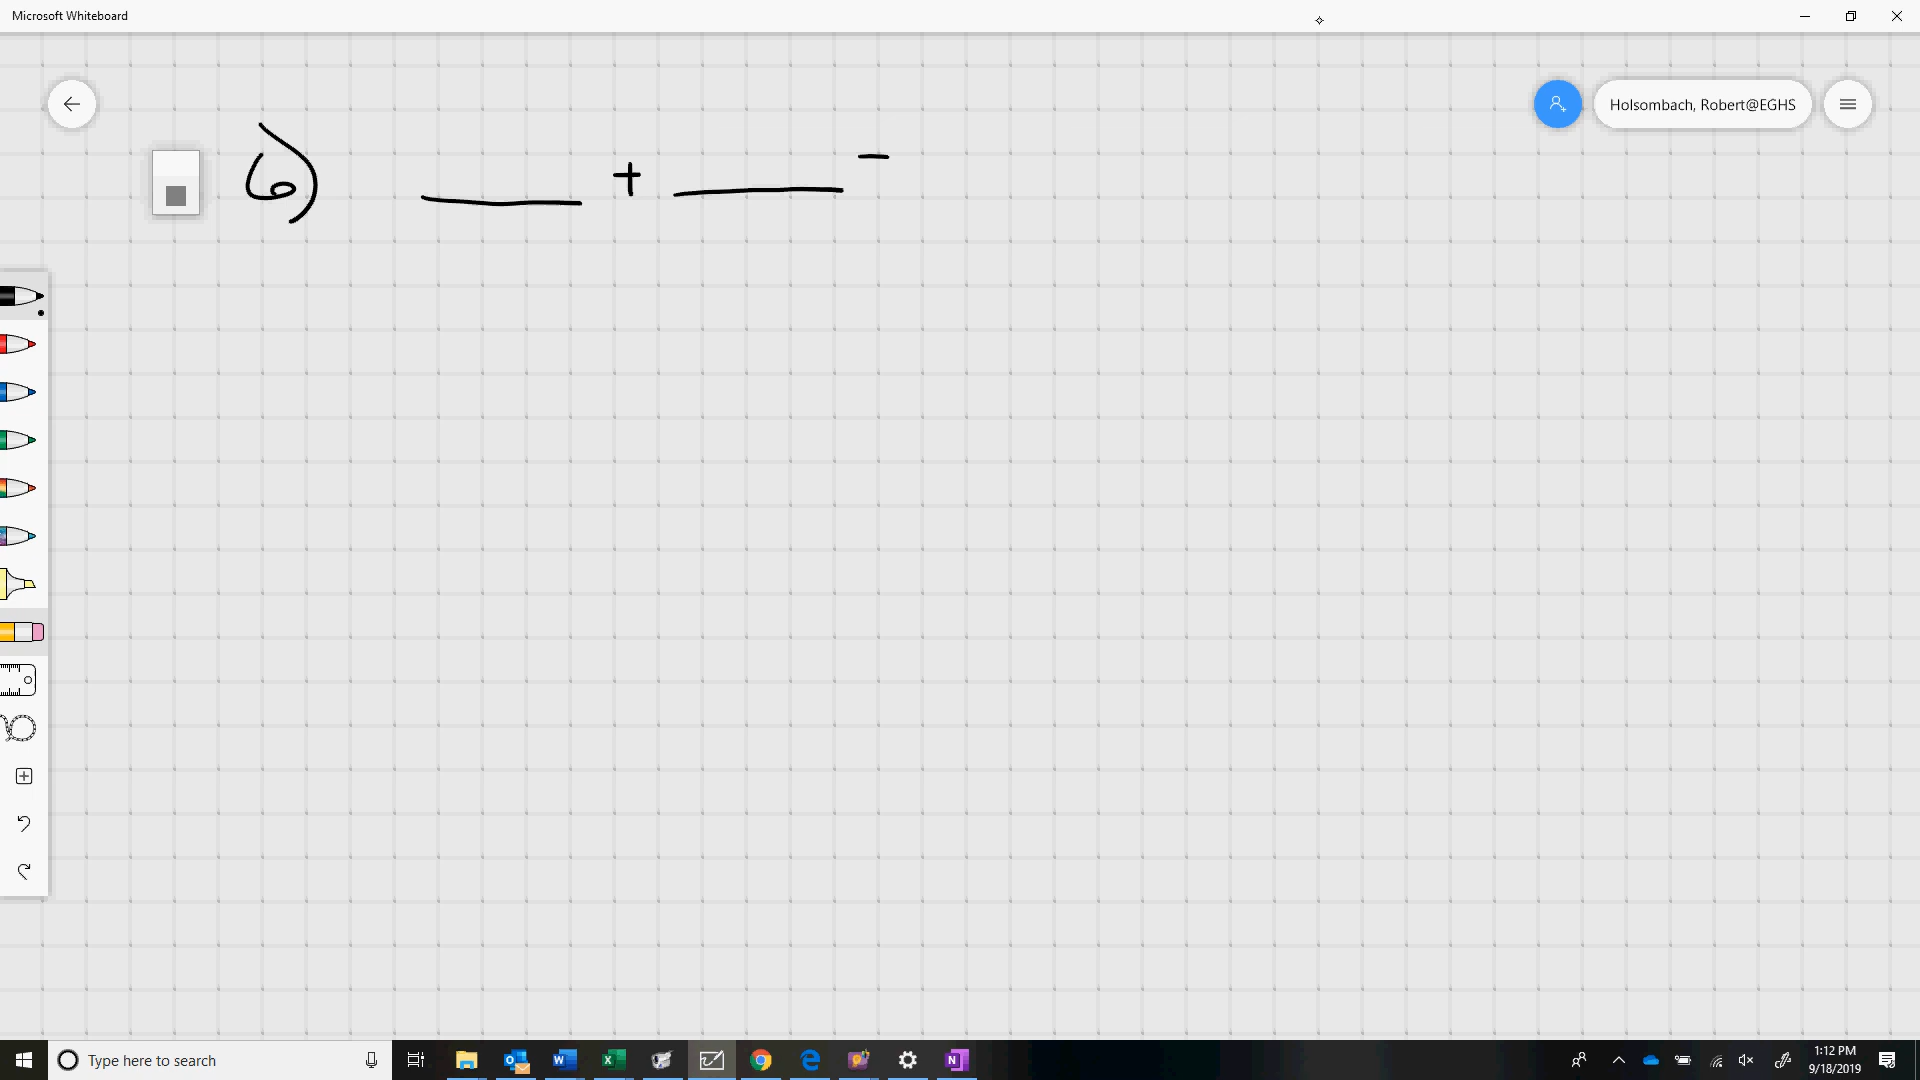 Microsoft Whiteboard
Holsombach, Robert@EGHS
6) ____ + ____ –
Type here to search
1:12 PM
9/18/2019